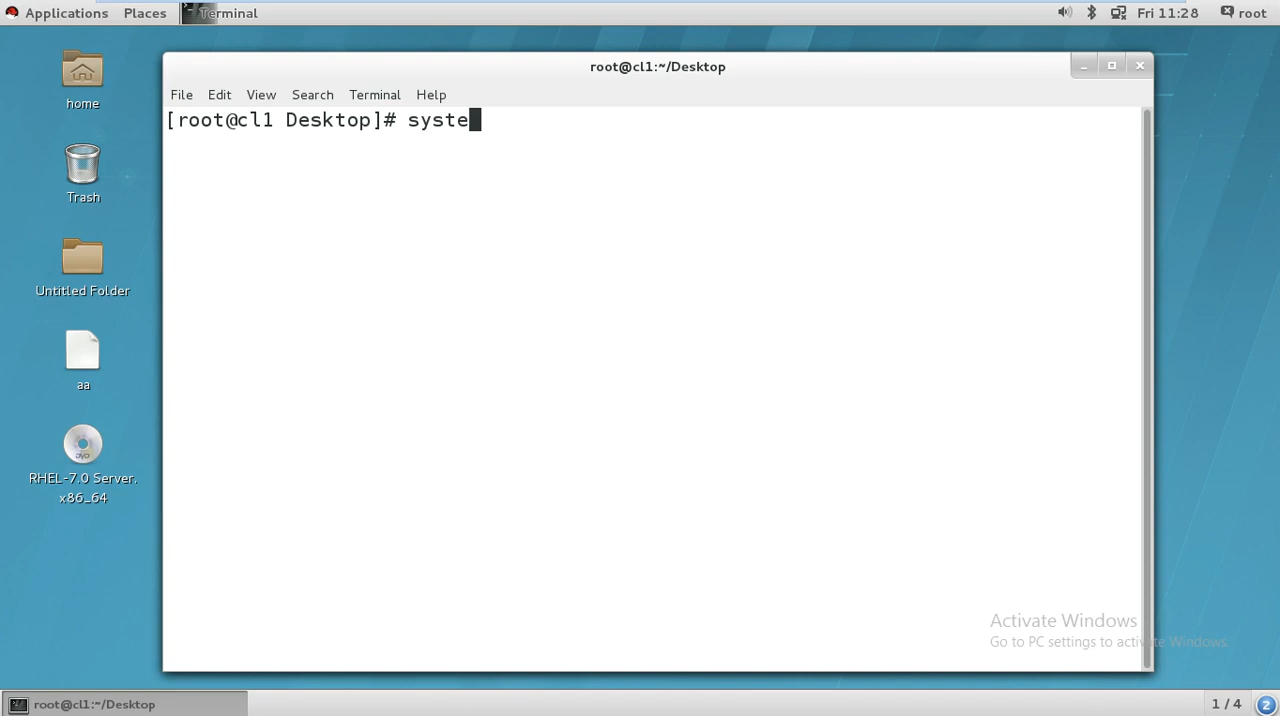 Applications Places Terminal Fri 11:28 root
root@cl1:~/Desktop
File Edit View Search Terminal Help
[root@cl1 Desktop]# syste
home
Trash
Untitled Folder
aa
DVD
RHEL-7.0 Server.
x86_64
Activate Windows
Go to PC settings to activate Windows.
root@cl1:~/Desktop 1 / 4 2